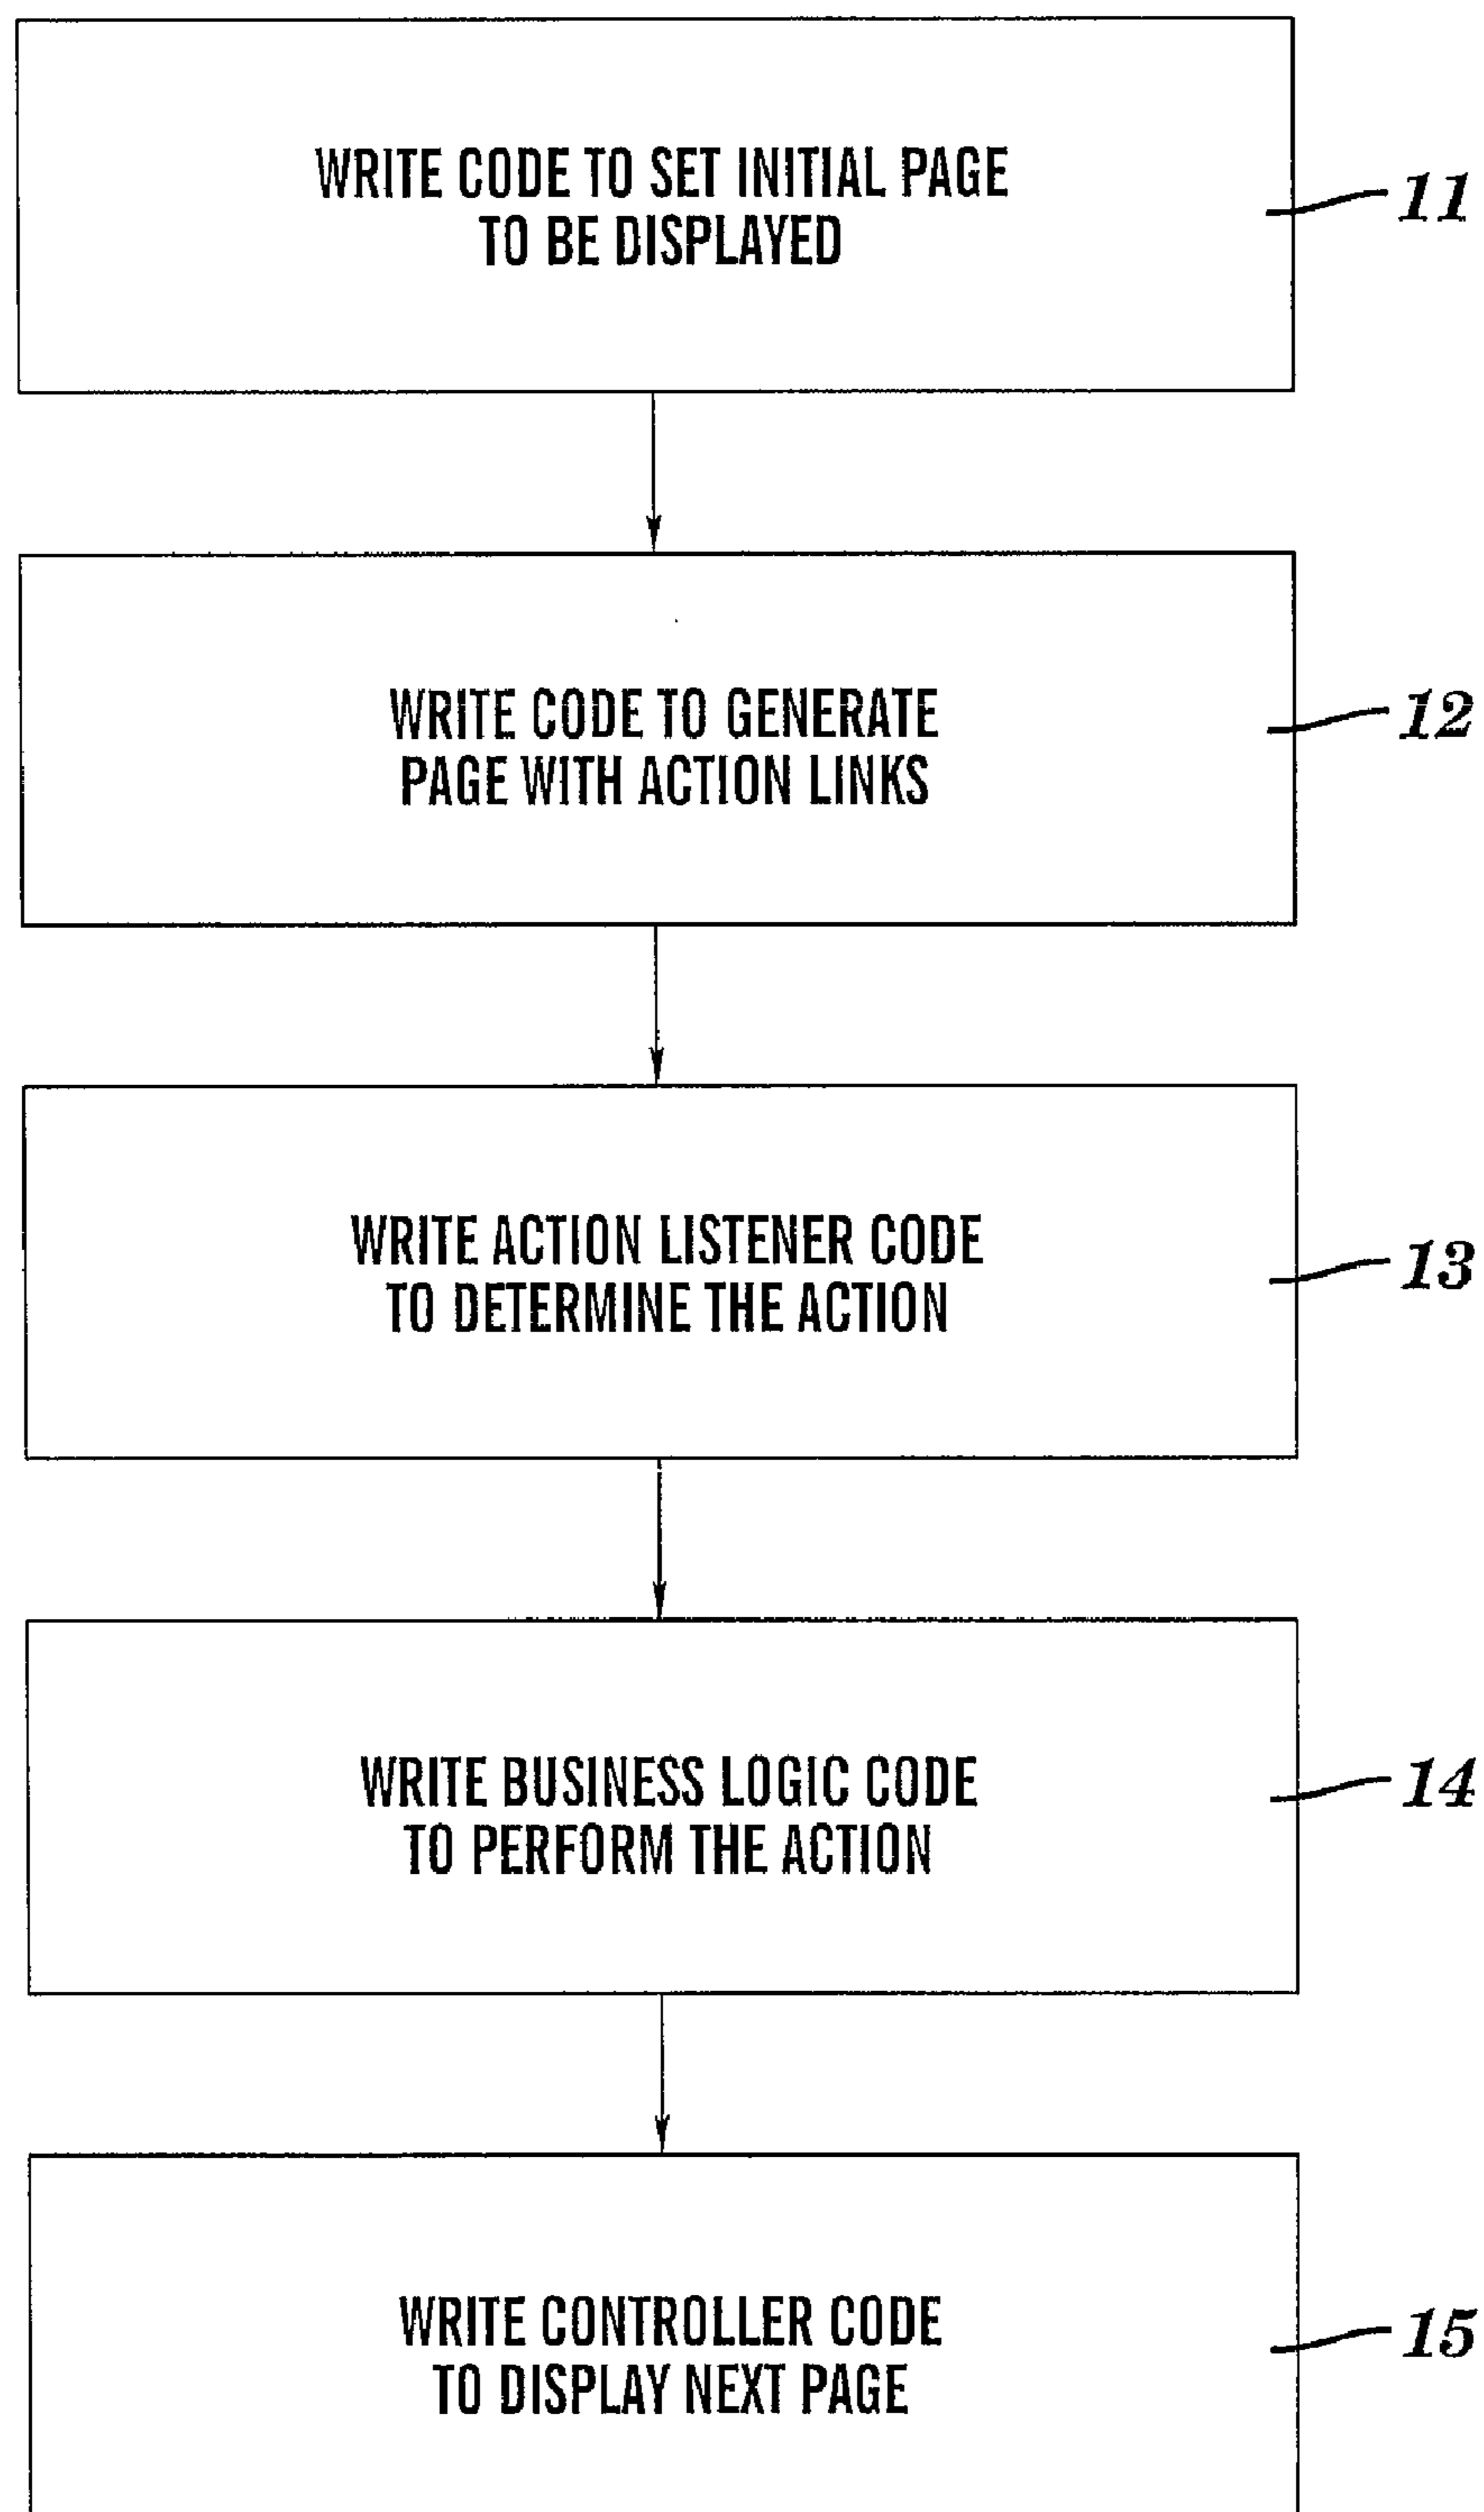 WRITE CODE TO SET INITIAL PAGE
TO BE DISPLAYED
11
WRITE CODE TO GENERATE
PAGE WITH ACTION LINKS
12
WRITE ACTION LISTENER CODE
TO DETERMINE THE ACTION
13
WRITE BUSINESS LOGIC CODE
TO PERFORM THE ACTION
14
WRITE CONTROLLER CODE
TO DISPLAY NEXT PAGE
15